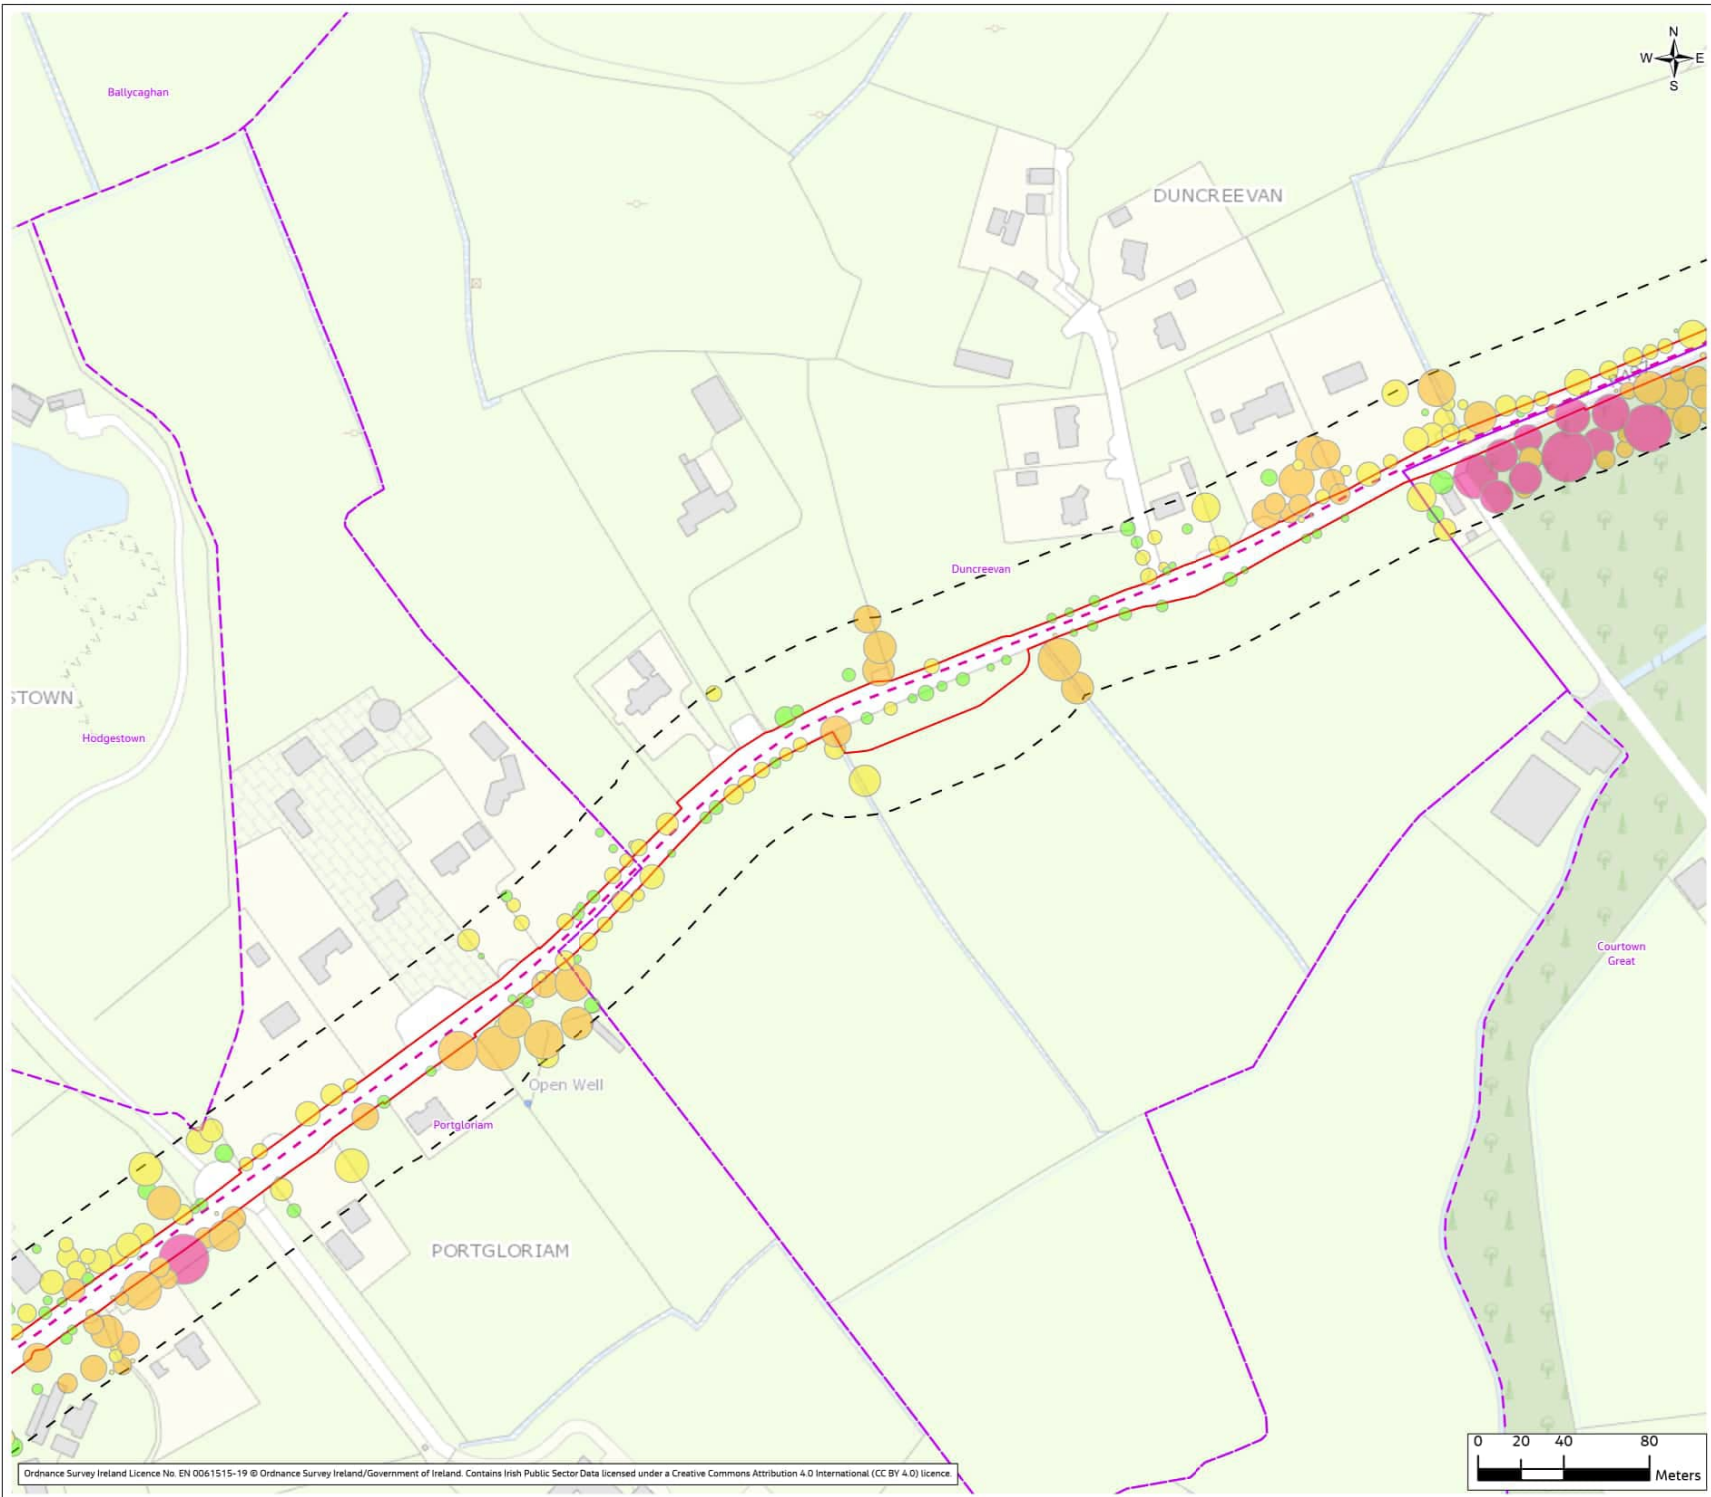 N
W E
S
Ballycaghan
DUNCREEVAN
Duncreevan
STOWN
Hodgestown
Courtown
Great
Open Well
Portgloriam
PORTGLORIAM
0 20 40 80
Meters
Ordnance Survey Ireland Licence No. EN 0061515-19 © Ordnance Survey Ireland/Government of Ireland. Contains Irish Public Sector Data licensed under a Creative Commons Attribution 4.0 International (CC BY 4.0) licence.